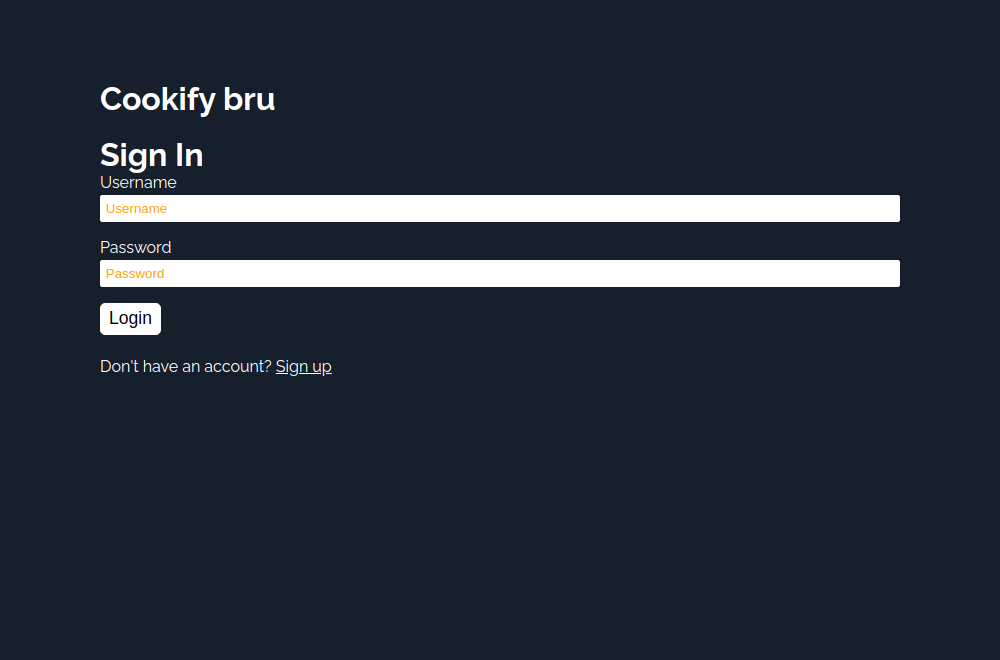 Cookify bru
Sign In
Username
Username
Password
Password
Login
Don't have an account? Sign up